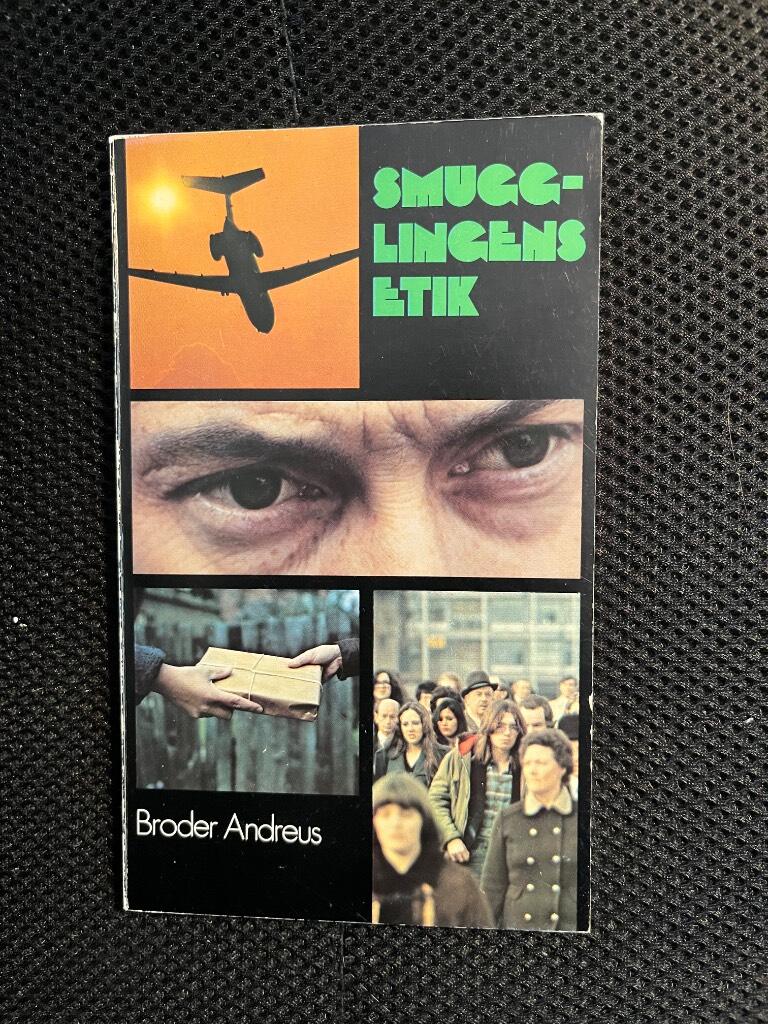 SMUGG-
LINGENS
ETIK
Broder Andreus